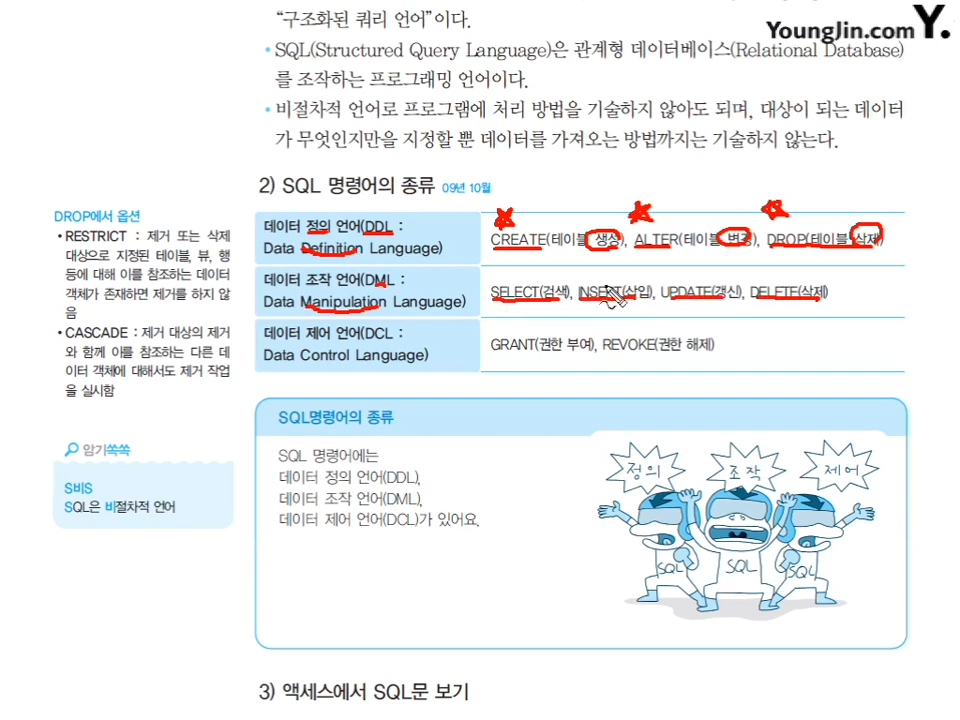 "구조화된 쿼리 언어"이다.
YoungJin.com Y.
• SQL(Structured Query Language)은 관계형 데이터베이스(Relational Database)
를 조작하는 프로그래밍 언어이다.
• 비절차적 언어로 프로그램에 처리 방법을 기술하지 않아도 되며, 대상이 되는 데이터
가 무엇인지만을 지정할 뿐 데이터를 가져오는 방법까지는 기술하지 않는다.
2) SQL 명령어의 종류 09년 10월
DROP에서 옵션
• RESTRICT : 제거 또는 삭제
대상으로 지정된 테이블, 뷰, 행
등에 대해 이를 참조하는 데이터
객체가 존재하면 제거를 하지 않
음
• CASCADE : 제거 대상의 제거
와 함께 이를 참조하는 다른 데
이터 객체에 대해서도 제거 작업
을 실시함
데이터 정의 언어(DDL :
Data Definition Language)
CREATE(테이블 생성), ALTER(테이블 변경), DROP(테이블 삭제)
데이터 조작 언어(DML :
Data Manipulation Language)
SELECT(검색), INSERT(삽입), UPDATE(갱신), DELETE(삭제)
데이터 제어 언어(DCL :
Data Control Language)
GRANT(권한 부여), REVOKE(권한 해제)
암기쏙쏙
S비S
SQL은 비절차적 언어
SQL명령어의 종류
SQL 명령어에는
데이터 정의 언어(DDL),
데이터 조작 언어(DML),
데이터 제어 언어(DCL)가 있어요.
정의 조작 제어
SQL SQL SQL
3) 액세스에서 SQL문 보기